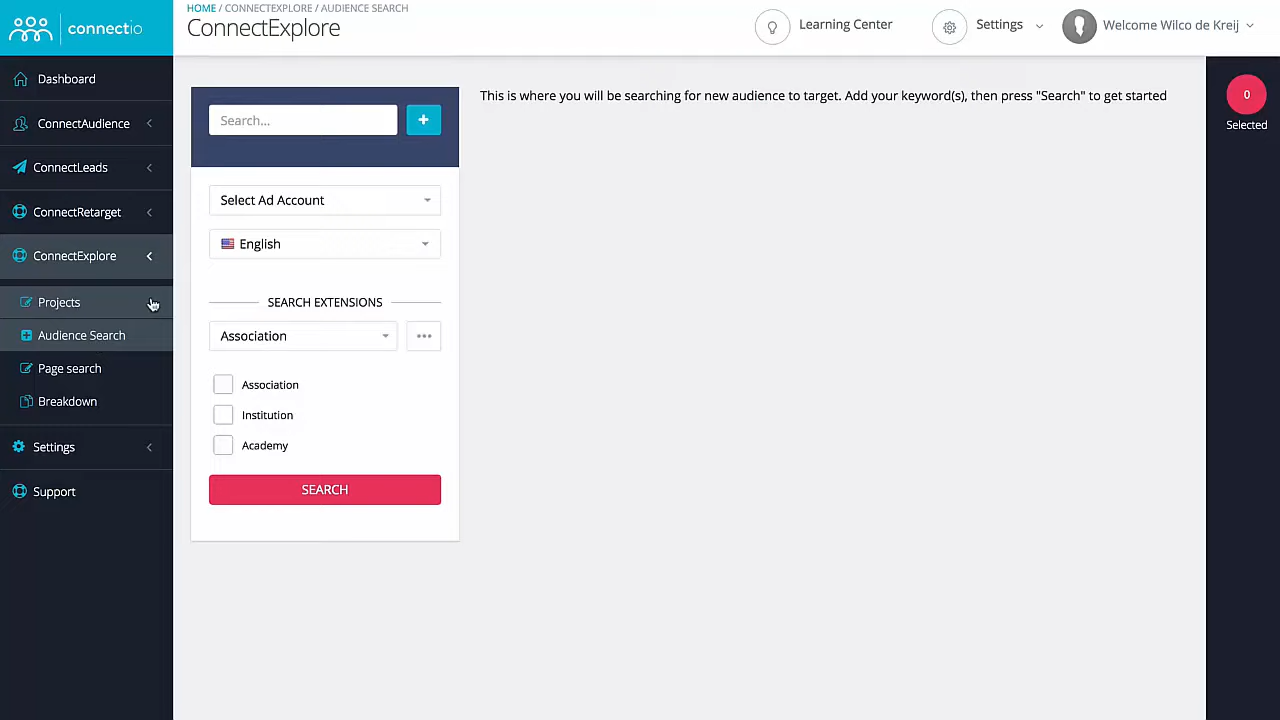 connectio
HOME / CONNECTEXPLORE / AUDIENCE SEARCH
ConnectExplore
Learning Center
Settings
Welcome Wilco de Kreij
Dashboard
ConnectAudience
ConnectLeads
ConnectRetarget
ConnectExplore
Projects
Audience Search
Page search
Breakdown
Settings
Support
Search...
+
Select Ad Account
English
SEARCH EXTENSIONS
Association
Association
Institution
Academy
SEARCH
This is where you will be searching for new audience to target. Add your keyword(s), then press "Search" to get started
0
Selected